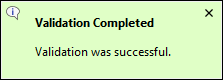 Validation Completed
Validation was successful.